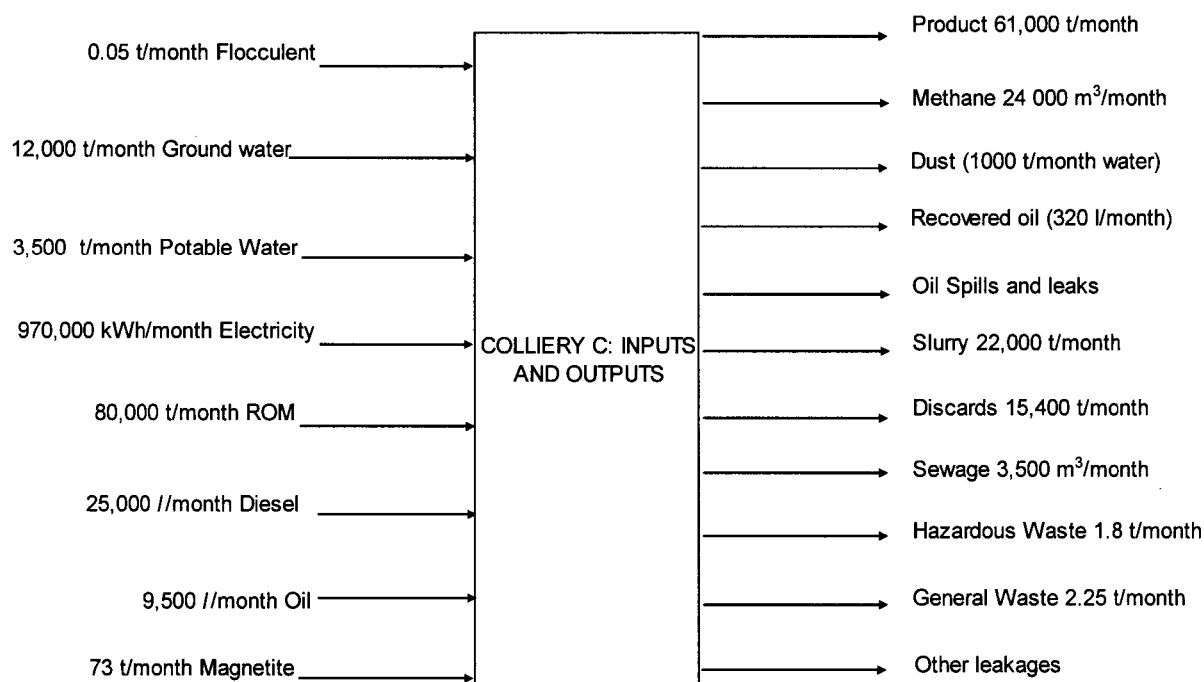 0.05 t/month Flocculent
12,000 t/month Ground water
3,500 t/month Potable Water
970,000 kWh/month Electricity
80,000 t/month ROM
25,000 l/month Diesel
9,500 l/month Oil
73 t/month Magnetite
COLLIERY C: INPUTS
AND OUTPUTS
Product 61,000 t/month
Methane 24 000 m³/month
Dust (1000 t/month water)
Recovered oil (320 l/month)
Oil Spills and leaks
Slurry 22,000 t/month
Discards 15,400 t/month
Sewage 3,500 m³/month
Hazardous Waste 1.8 t/month
General Waste 2.25 t/month
Other leakages